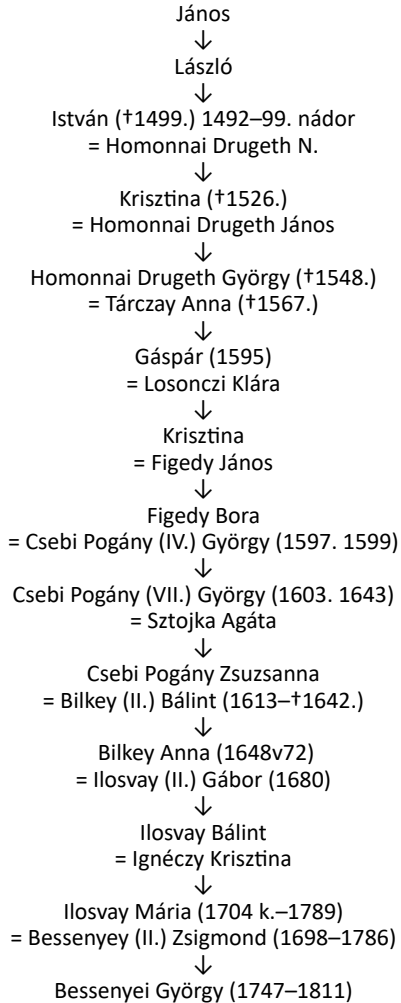 János
↓
László
↓
István (†1499.) 1492–99. nádor
= Homonnai Drugeth N.
↓
Krisztina (†1526.)
= Homonnai Drugeth János
↓
Homonnai Drugeth György (†1548.)
= Tárczay Anna (†1567.)
↓
Gáspár (1595)
= Losonczi Klára
↓
Krisztina
= Figedy János
↓
Figedy Bora
= Csebi Pogány (IV.) György (1597. 1599)
↓
Csebi Pogány (VII.) György (1603. 1643)
= Sztojka Agáta
↓
Csebi Pogány Zsuzsanna
= Bilkey (II.) Bálint (1613–†1642.)
↓
Bilkey Anna (1648v72)
= Ilosvay (II.) Gábor (1680)
↓
Ilosvay Bálint
= Ignéczy Krisztina
↓
Ilosvay Mária (1704 k.–1789)
= Bessenyey (II.) Zsigmond (1698–1786)
↓
Bessenyei György (1747–1811)